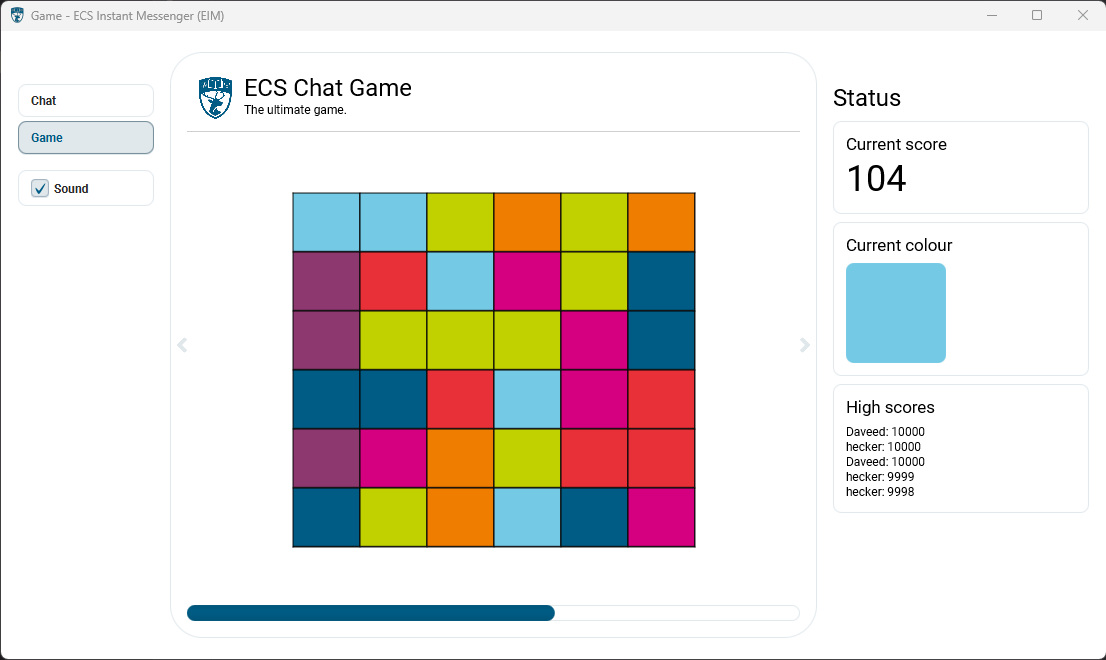 Game - ECS Instant Messenger (EIM)
Chat
Game
Sound
ECS Chat Game
The ultimate game.
Status
Current score
104
Current colour
High scores
Daveed: 10000
hecker: 10000
Daveed: 10000
hecker: 9999
hecker: 9998